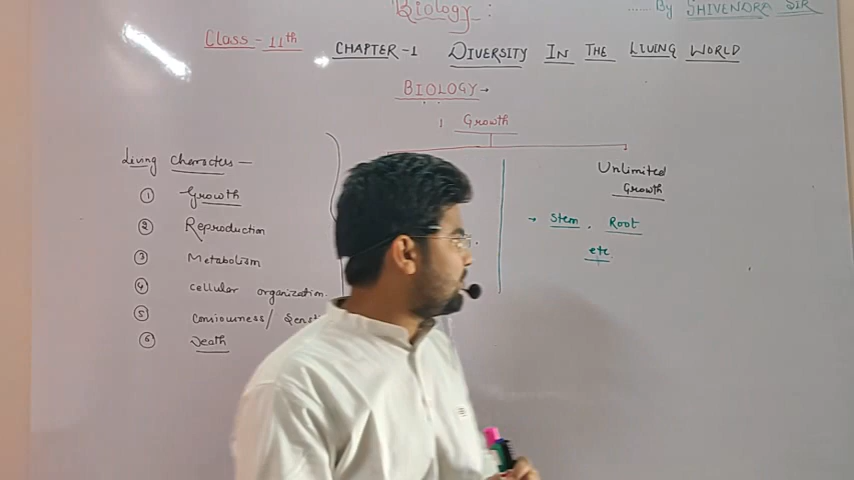 Biology :
...... By SHIVENDRA SIR
Class - 11th CHAPTER-1 DIVERSITY IN THE LIVING WORLD
BIOLOGY →
1 Growth
Living Characters —
① Growth
② Reproduction
③ Metabolism
④ cellular organization.
⑤ Consiousness/
⑥ Death
Unlimited
Growth
→ Stem , Root
etc